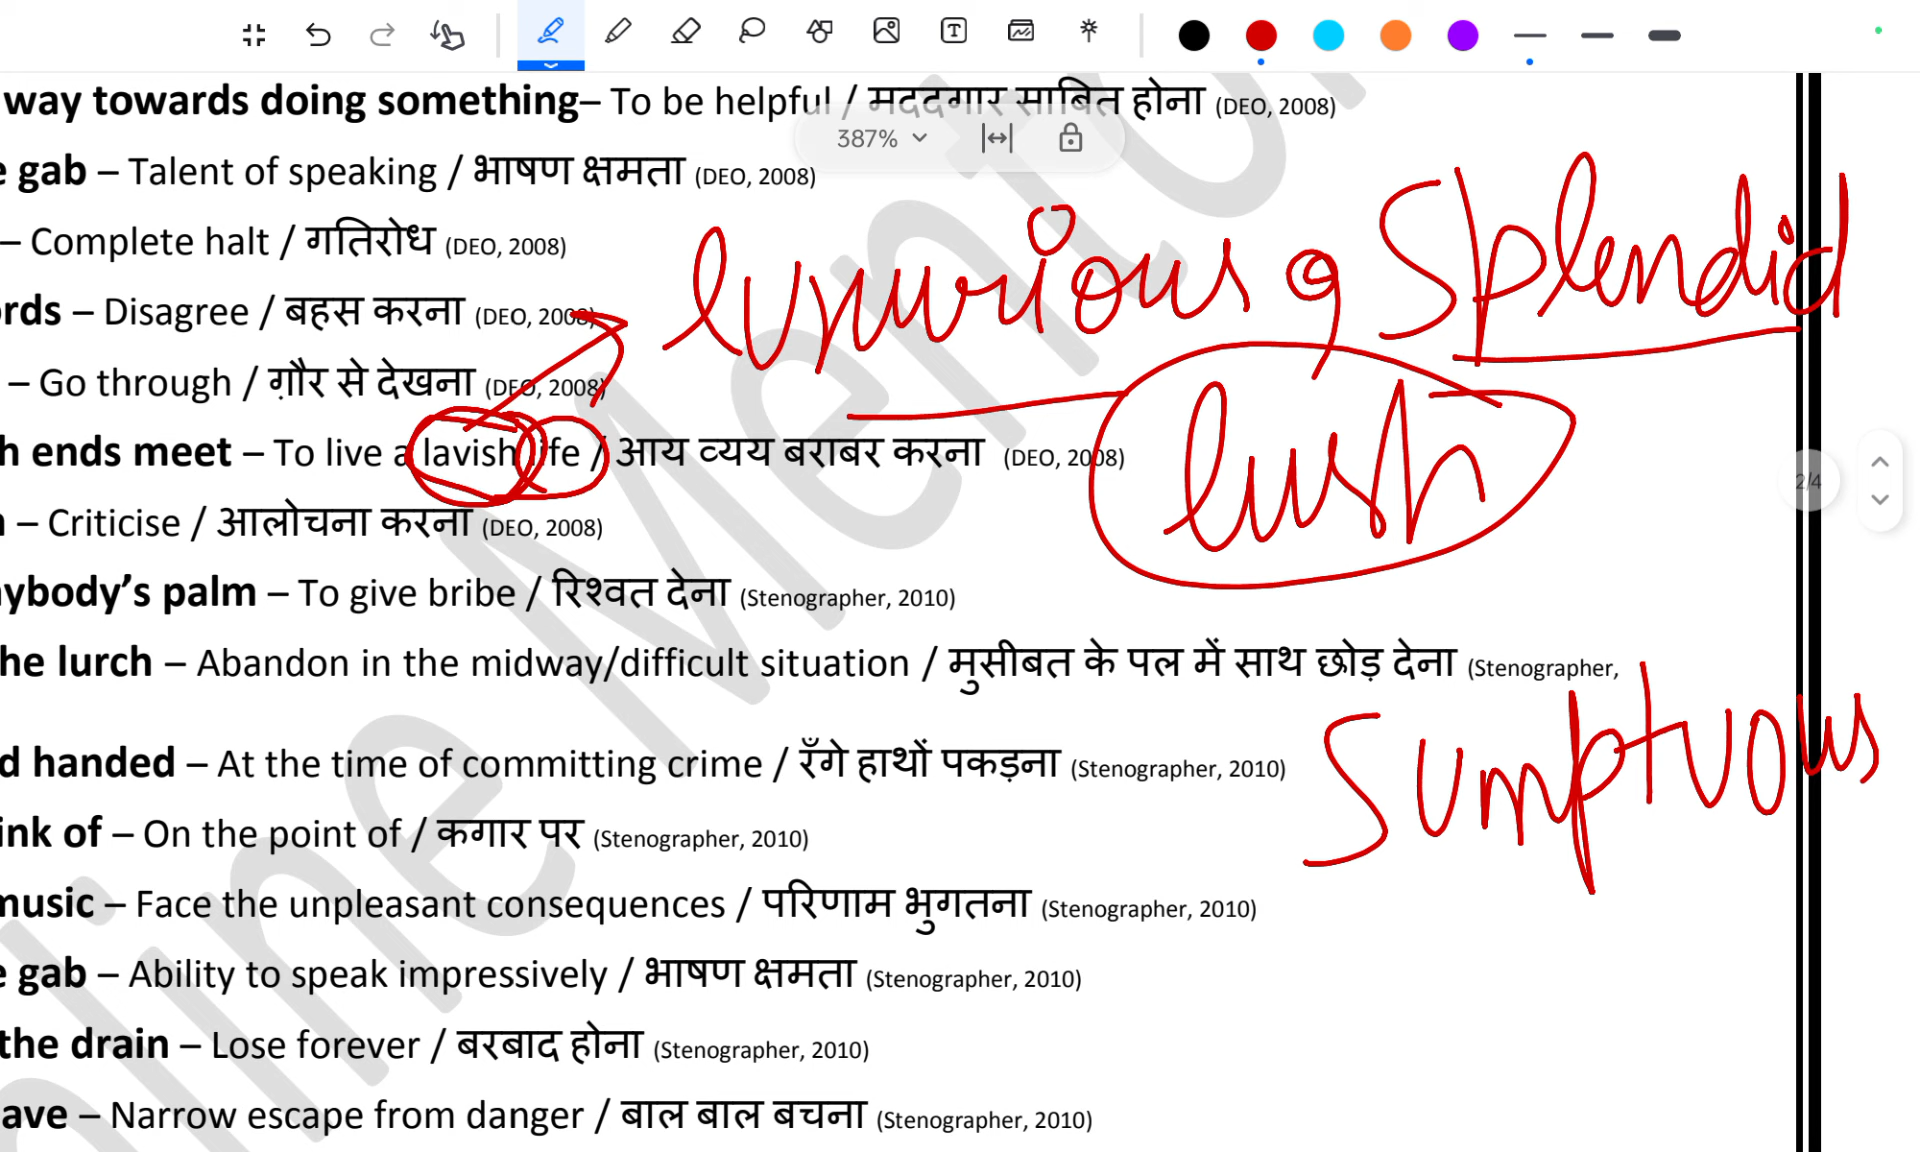 387%
way towards doing something– To be helpful / मददगार साबित होना (DEO, 2008)
e gab – Talent of speaking / भाषण क्षमता (DEO, 2008)
– Complete halt / गतिरोध (DEO, 2008)
luxurious Splendid
rds – Disagree / बहस करना (DEO, 2008)
– Go through / ग़ौर से देखना (DEO, 2008)
lush
h ends meet – To live a lavish life / आय व्यय बराबर करना (DEO, 2008)
2/4
– Criticise / आलोचना करना (DEO, 2008)
ybody's palm – To give bribe / रिश्वत देना (Stenographer, 2010)
he lurch – Abandon in the midway/difficult situation / मुसीबत के पल में साथ छोड़ देना (Stenographer,
Sumptuous
d handed – At the time of committing crime / रँगे हाथों पकड़ना (Stenographer, 2010)
ink of – On the point of / कगार पर (Stenographer, 2010)
music – Face the unpleasant consequences / परिणाम भुगतना (Stenographer, 2010)
e gab – Ability to speak impressively / भाषण क्षमता (Stenographer, 2010)
the drain – Lose forever / बरबाद होना (Stenographer, 2010)
ave – Narrow escape from danger / बाल बाल बचना (Stenographer, 2010)